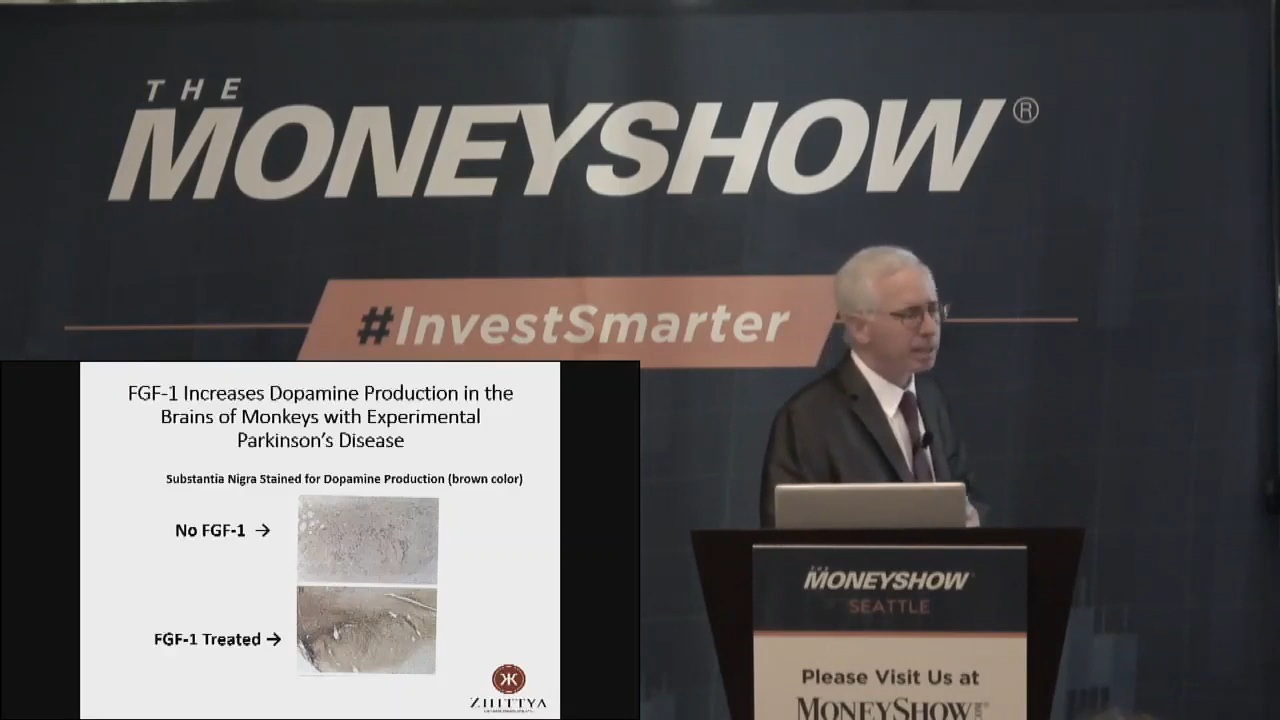 THE
MONEYSHOW®
#InvestSmarter
FGF-1 Increases Dopamine Production in the
Brains of Monkeys with Experimental
Parkinson's Disease
Substantia Nigra Stained for Dopamine Production (brown color)
No FGF-1 →
FGF-1 Treated →
ZHITTYA
THE
MONEYSHOW
SEATTLE
Please Visit Us at
MONEYSHOW